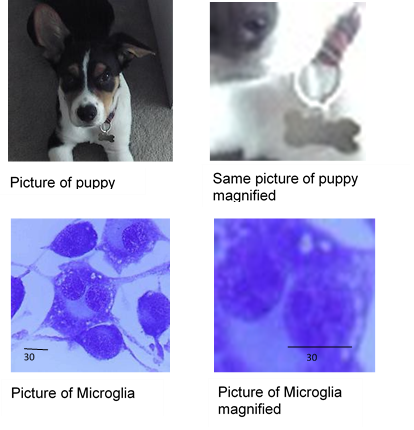 Picture of puppy
Same picture of puppy
magnified
30
30
Picture of Microglia
Picture of Microglia
magnified